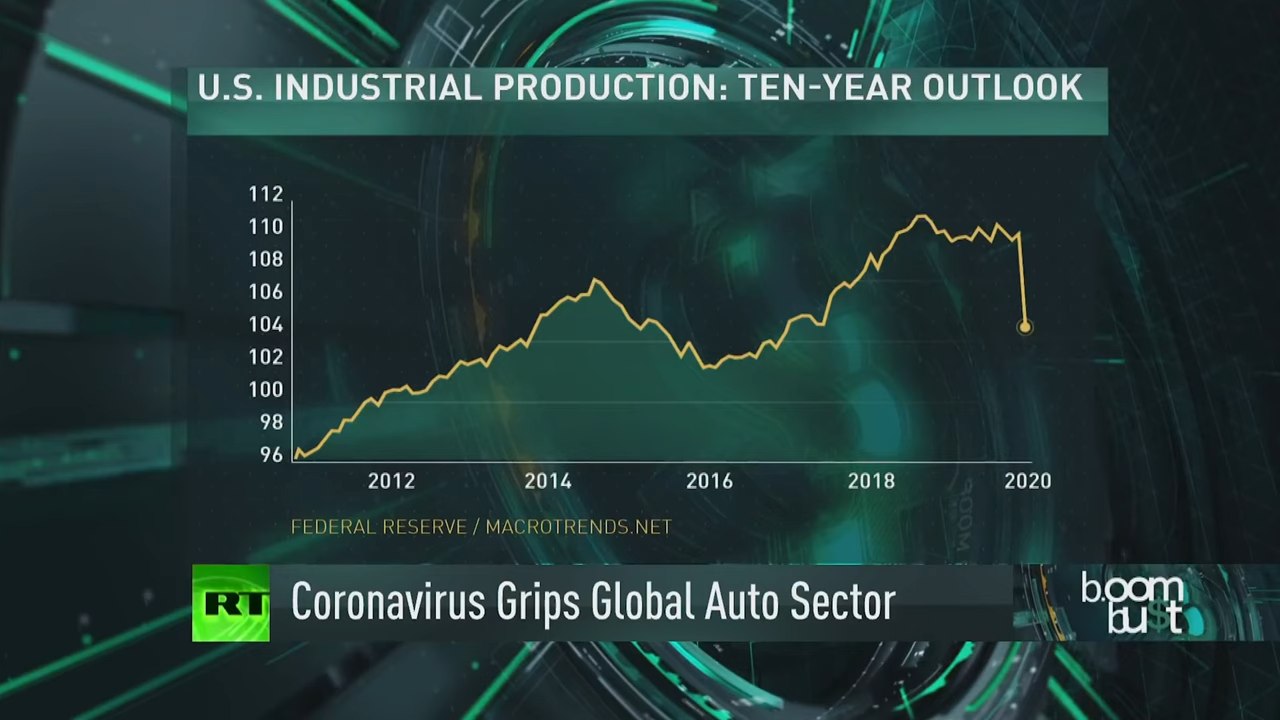 U.S. INDUSTRIAL PRODUCTION: TEN-YEAR OUTLOOK
112
110
108
106
104
102
100
98
96
2012 2014 2016 2018 2020
FEDERAL RESERVE / MACROTRENDS.NET
RT Coronavirus Grips Global Auto Sector
boom
bu$t